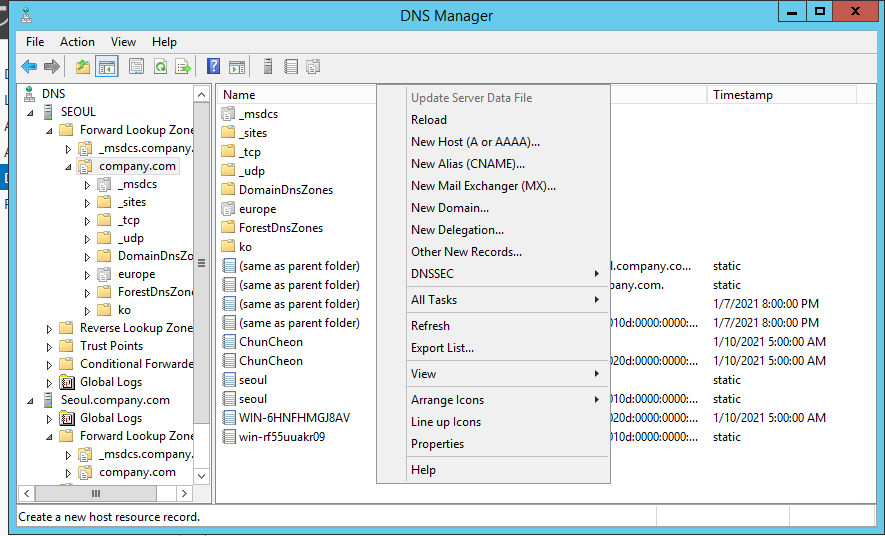 DNS Manager
File Action View Help
DNS
SEOUL
Forward Lookup Zone
_msdcs.company.
company.com
_msdcs
_sites
_tcp
_udp
DomainDnsZon
europe
ForestDnsZon
ko
Reverse Lookup Zone
Trust Points
Conditional Forwarde
Global Logs
Seoul.company.com
Global Logs
Forward Lookup Zone
_msdcs.company.
company.com
Name Timestamp
_msdcs
_sites
_tcp
_udp
DomainDnsZones
europe
ForestDnsZones
ko
(same as parent folder) l.company.co... static
(same as parent folder) pany.com. static
(same as parent folder) 1/7/2021 8:00:00 PM
(same as parent folder) 010d:0000:0000:... 1/7/2021 8:00:00 PM
ChunCheon 1/10/2021 5:00:00 AM
ChunCheon 020d:0000:0000:... 1/10/2021 5:00:00 AM
seoul static
seoul 010d:0000:0000:... static
WIN-6HNFHMGJ8AV 020d:0000:0000:... 1/10/2021 5:00:00 AM
win-rf55uuakr09 010d:0000:0000:... static
Update Server Data File
Reload
New Host (A or AAAA)...
New Alias (CNAME)...
New Mail Exchanger (MX)...
New Domain...
New Delegation...
Other New Records...
DNSSEC
All Tasks
Refresh
Export List...
View
Arrange Icons
Line up Icons
Properties
Help
Create a new host resource record.